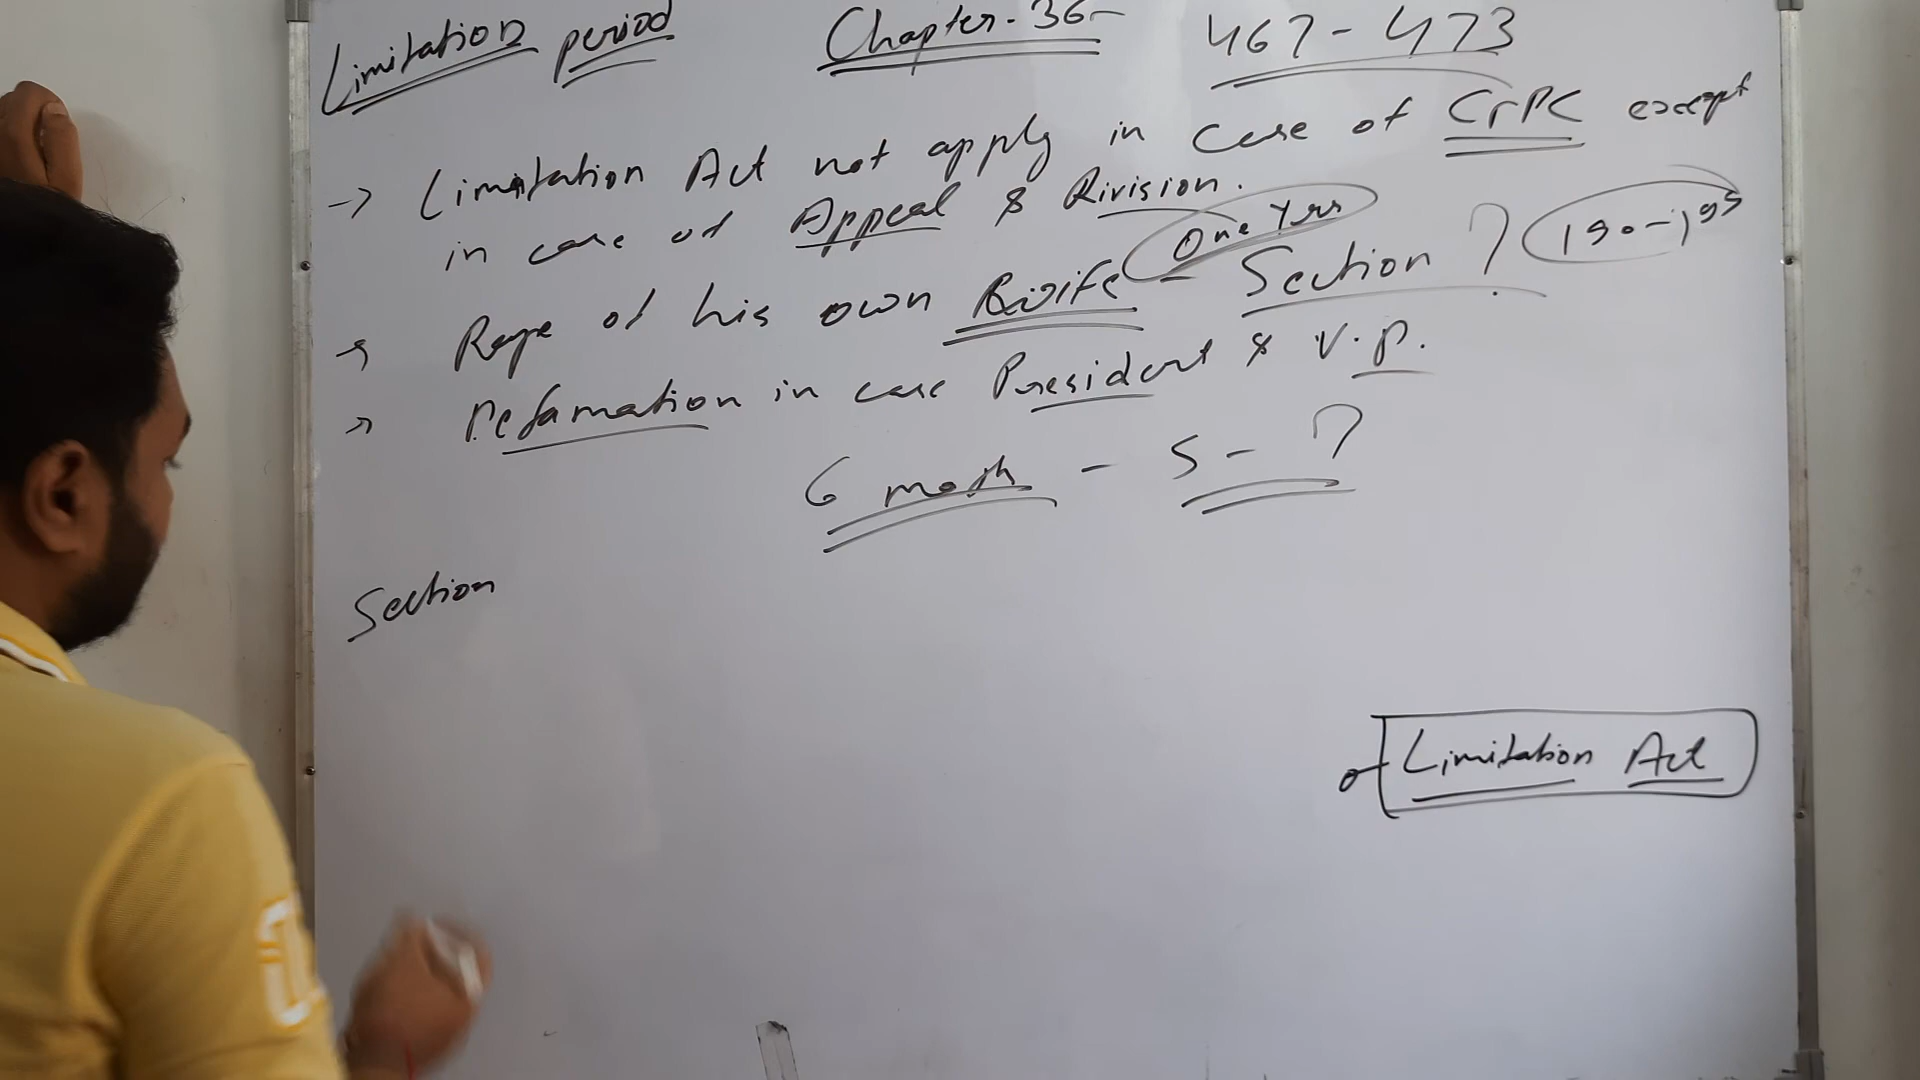 Limitation period Chapter-36- 467-473
→ Limitation Act not apply in case of CrPC except
in case of Appeal & Rivision.
→ Rape of his own wife - One Yrs Section ? 190-199
→ Defamation in case President & V.P.
6 month - S- ?
Section
of Limitation Act